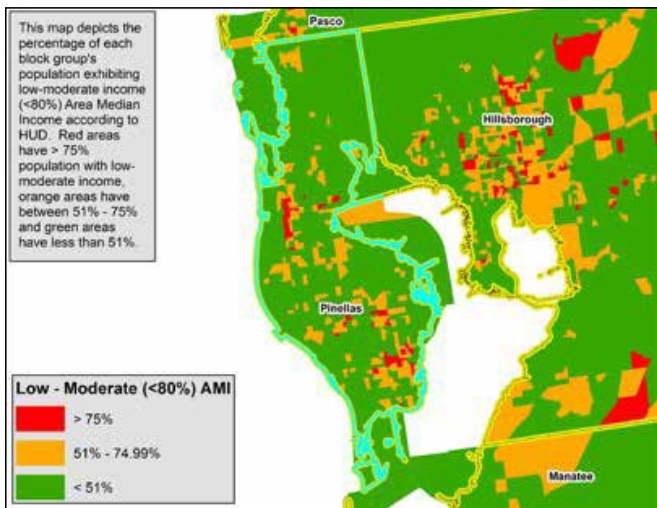 This map depicts the
percentage of each
block group's
population exhibiting
low-moderate income
(<80%) Area Median
Income according to
HUD. Red areas
have > 75%
population with low-
moderate income,
orange areas have
between 51% - 75%
and green areas
have less than 51%.
Pasco
Hillsborough
Pinellas
Manatee
Low - Moderate (<80%) AMI
> 75%
51% - 74.99%
< 51%